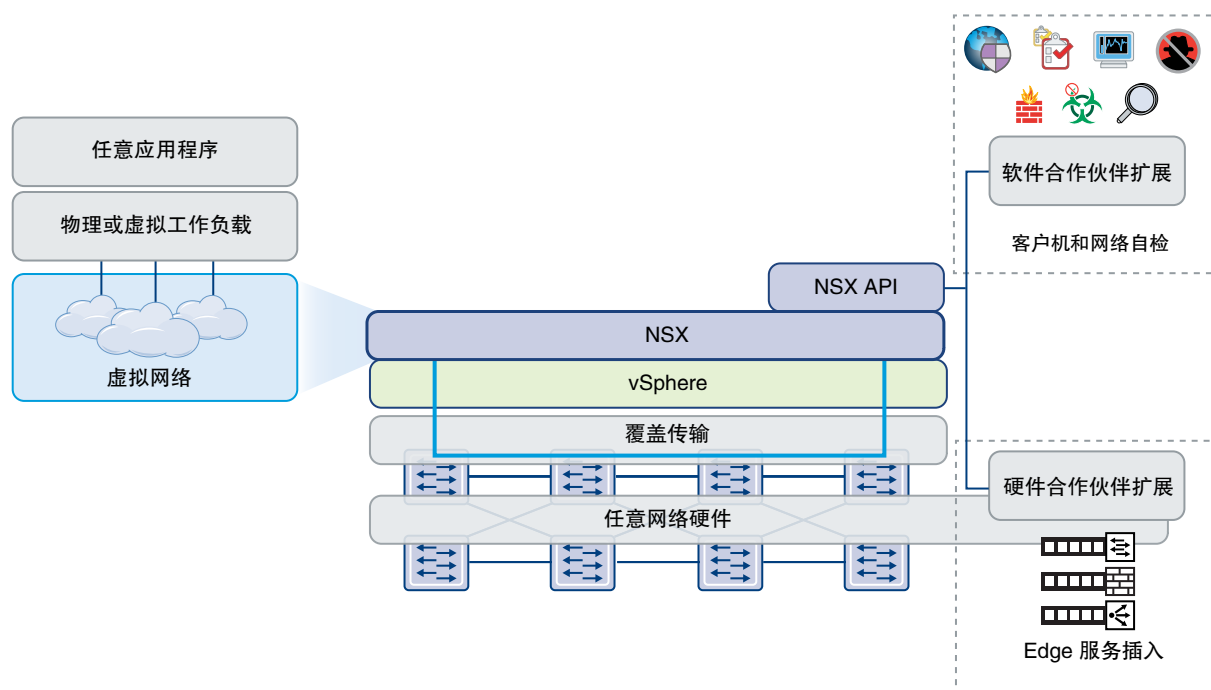 任意应用程序
物理或虚拟工作负载
虚拟网络
NSX API
NSX
vSphere
覆盖传输
任意网络硬件
软件合作伙伴扩展
客户机和网络自检
硬件合作伙伴扩展
Edge 服务插入